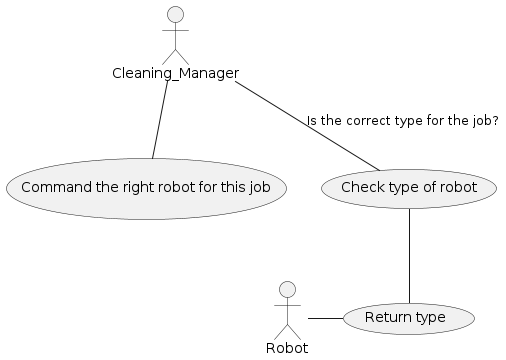 Cleaning_Manager
Is the correct type for the job?
Command the right robot for this job
Check type of robot
Return type
Robot